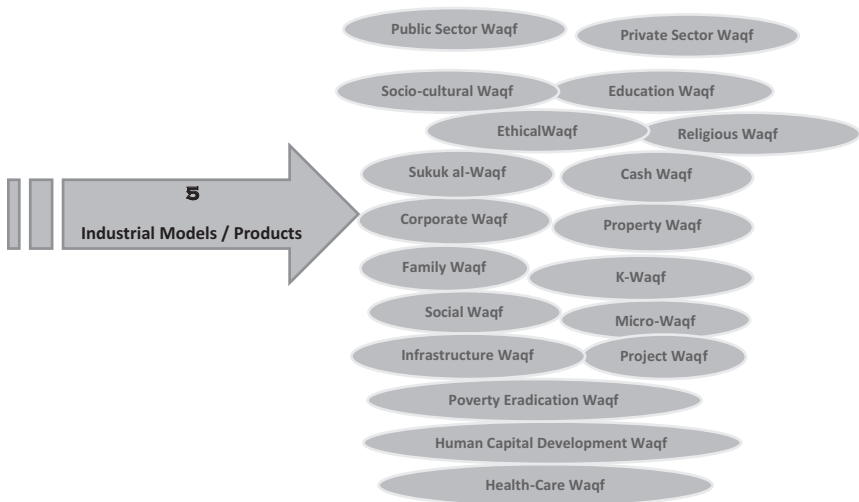 Public Sector Waqf
Private Sector Waqf
Socio-cultural Waqf
Education Waqf
EthicalWaqf
Religious Waqf
5
Industrial Models / Products
Sukuk al-Waqf
Cash Waqf
Corporate Waqf
Property Waqf
Family Waqf
K-Waqf
Social Waqf
Micro-Waqf
Infrastructure Waqf
Project Waqf
Poverty Eradication Waqf
Human Capital Development Waqf
Health-Care Waqf